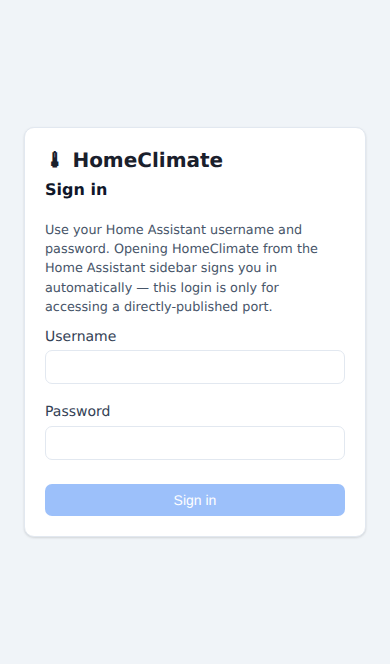 🌡 HomeClimate
Sign in
Use your Home Assistant username and
password. Opening HomeClimate from the
Home Assistant sidebar signs you in
automatically — this login is only for
accessing a directly-published port.
Username
Password
Sign in